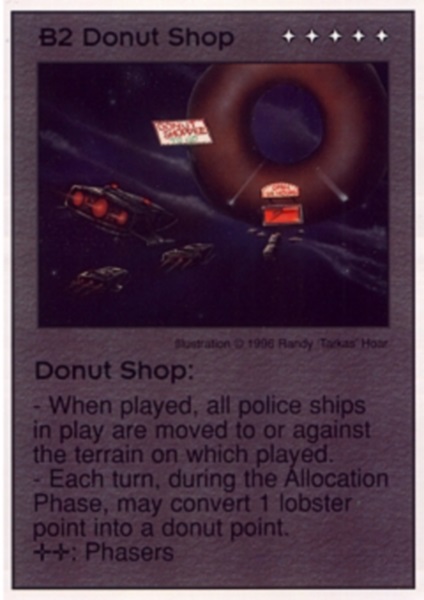 B2 Donut Shop
DONUT
SHOPPE
OPEN
Illustration © 1996 Randy 'Tarkas' Hoar
Donut Shop:
- When played, all police ships
in play are moved to or against
the terrain on which played.
- Each turn, during the Allocation
Phase, may convert 1 lobster
point into a donut point.
✢✢: Phasers